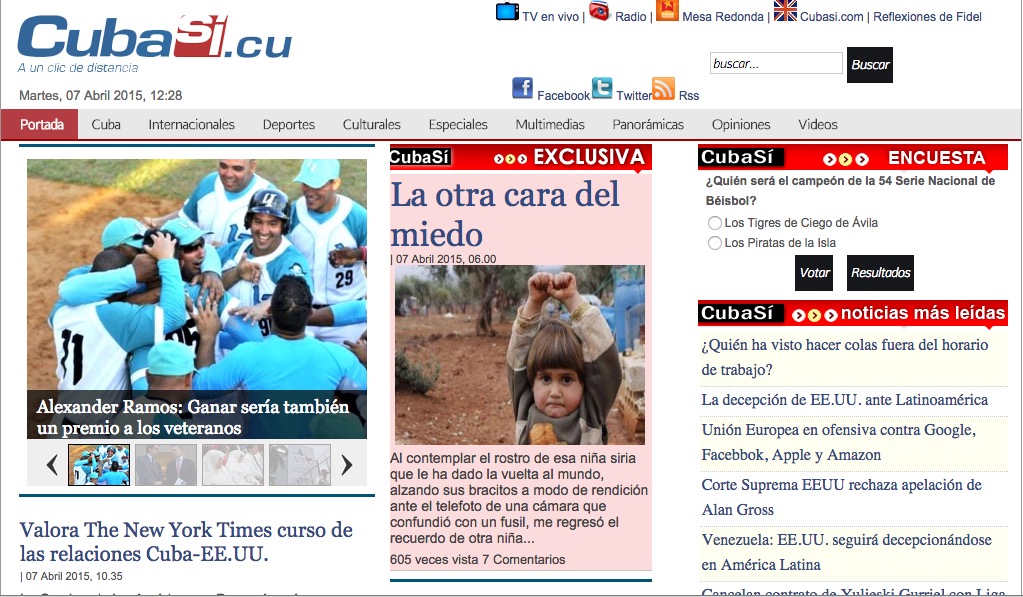 CubaSi.cu
A un clic de distancia
Martes, 07 Abril 2015, 12:28
TV en vivo | Radio | Mesa Redonda | Cubasi.com | Reflexiones de Fidel
buscar...
Buscar
Facebook Twitter Rss
Portada Cuba Internacionales Deportes Culturales Especiales Multimedias Panorámicas Opiniones Videos
11
29
Alexander Ramos: Ganar sería también
un premio a los veteranos
Valora The New York Times curso de
las relaciones Cuba-EE.UU.
| 07 Abril 2015, 10.35
CubaSí EXCLUSIVA
La otra cara del
miedo
| 07 Abril 2015, 06.00
Al contemplar el rostro de esa niña siria
que le ha dado la vuelta al mundo,
alzando sus bracitos a modo de rendición
ante el telefoto de una cámara que
confundió con un fusil, me regresó el
recuerdo de otra niña...
605 veces vista 7 Comentarios
CubaSí ENCUESTA
¿Quién será el campeón de la 54 Serie Nacional de
Béisbol?
Los Tigres de Ciego de Ávila
Los Piratas de la Isla
Votar
Resultados
CubaSí noticias más leídas
¿Quién ha visto hacer colas fuera del horario
de trabajo?
La decepción de EE.UU. ante Latinoamérica
Unión Europea en ofensiva contra Google,
Facebbok, Apple y Amazon
Corte Suprema EEUU rechaza apelación de
Alan Gross
Venezuela: EE.UU. seguirá decepcionándose
en América Latina
Cancelan contrato de Yulieski Gurriel con Liga